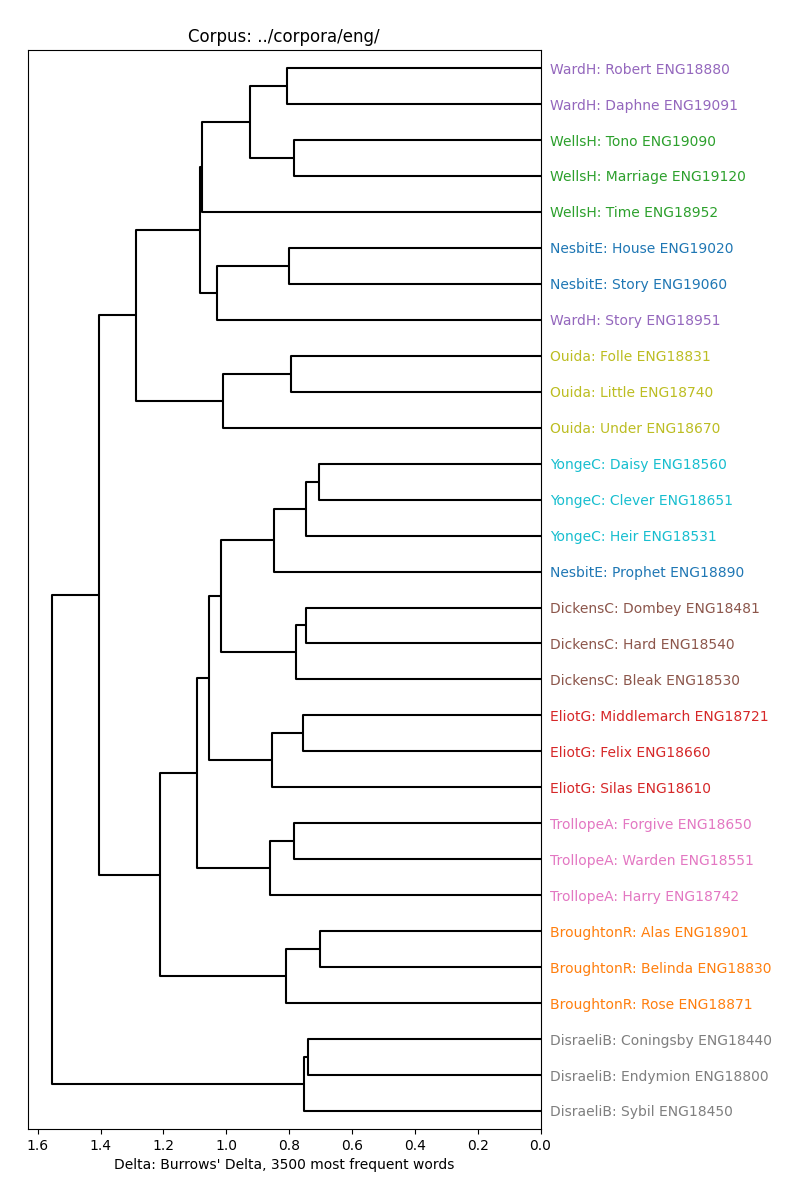 Corpus: ../corpora/eng/
WardH: Robert ENG18880
WardH: Daphne ENG19091
WellsH: Tono ENG19090
WellsH: Marriage ENG19120
WellsH: Time ENG18952
NesbitE: House ENG19020
NesbitE: Story ENG19060
WardH: Story ENG18951
Ouida: Folle ENG18831
Ouida: Little ENG18740
Ouida: Under ENG18670
YongeC: Daisy ENG18560
YongeC: Clever ENG18651
YongeC: Heir ENG18531
NesbitE: Prophet ENG18890
DickensC: Dombey ENG18481
DickensC: Hard ENG18540
DickensC: Bleak ENG18530
EliotG: Middlemarch ENG18721
EliotG: Felix ENG18660
EliotG: Silas ENG18610
TrollopeA: Forgive ENG18650
TrollopeA: Warden ENG18551
TrollopeA: Harry ENG18742
BroughtonR: Alas ENG18901
BroughtonR: Belinda ENG18830
BroughtonR: Rose ENG18871
DisraeliB: Coningsby ENG18440
DisraeliB: Endymion ENG18800
DisraeliB: Sybil ENG18450
1.6 1.4 1.2 1.0 0.8 0.6 0.4 0.2 0.0
Delta: Burrows' Delta, 3500 most frequent words